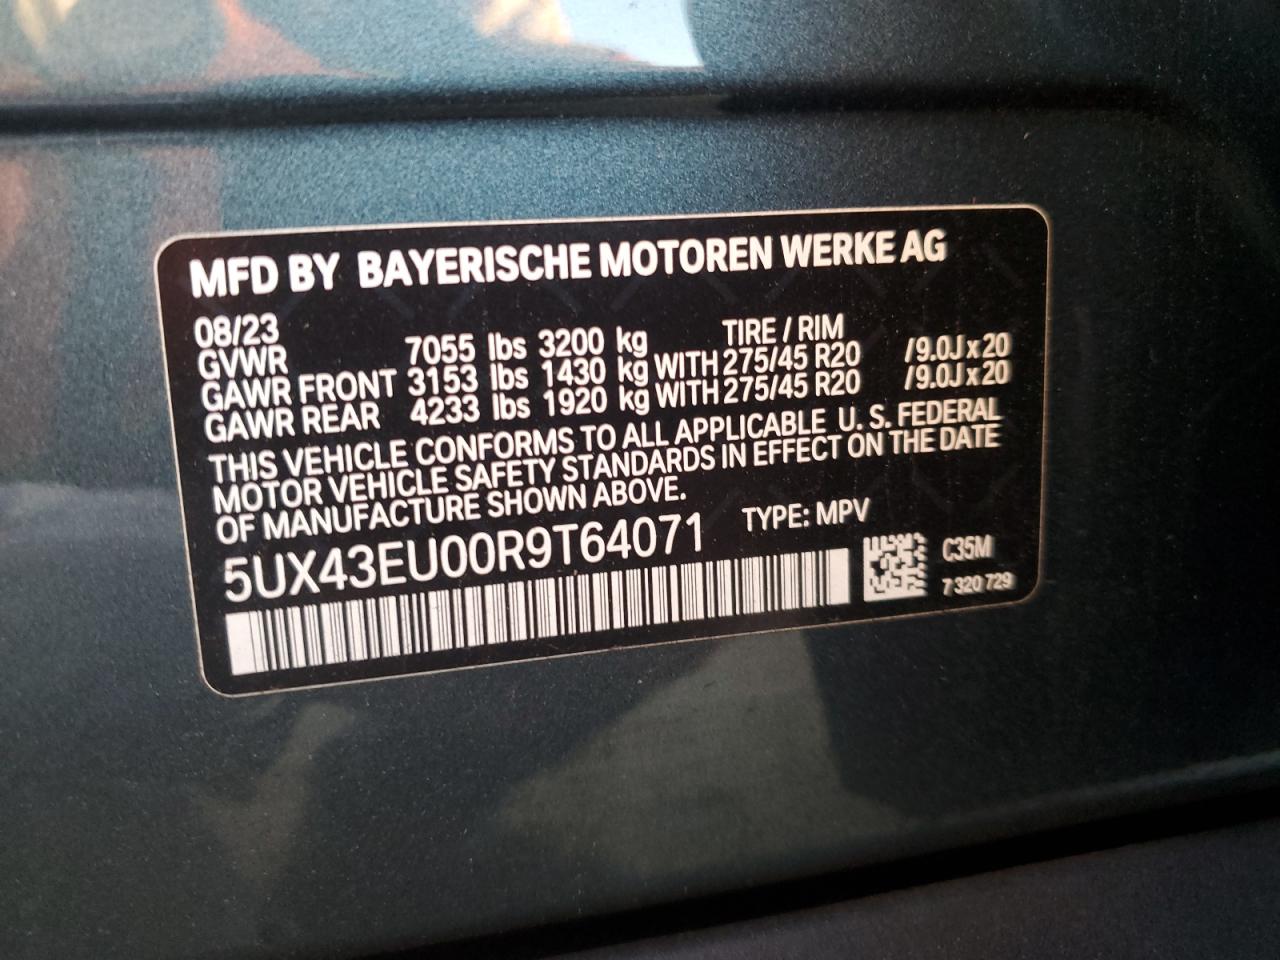 MFD BY BAYERISCHE MOTOREN WERKE AG
08/23 TIRE / RIM
GVWR 7055 lbs 3200 kg
GAWR FRONT 3153 lbs 1430 kg WITH 275/45 R20 /9.0J x 20
GAWR REAR 4233 lbs 1920 kg WITH 275/45 R20 /9.0J x 20
THIS VEHICLE CONFORMS TO ALL APPLICABLE U. S. FEDERAL
MOTOR VEHICLE SAFETY STANDARDS IN EFFECT ON THE DATE
OF MANUFACTURE SHOWN ABOVE.
5UX43EU00R9T64071 TYPE: MPV
C35M
7 320 729